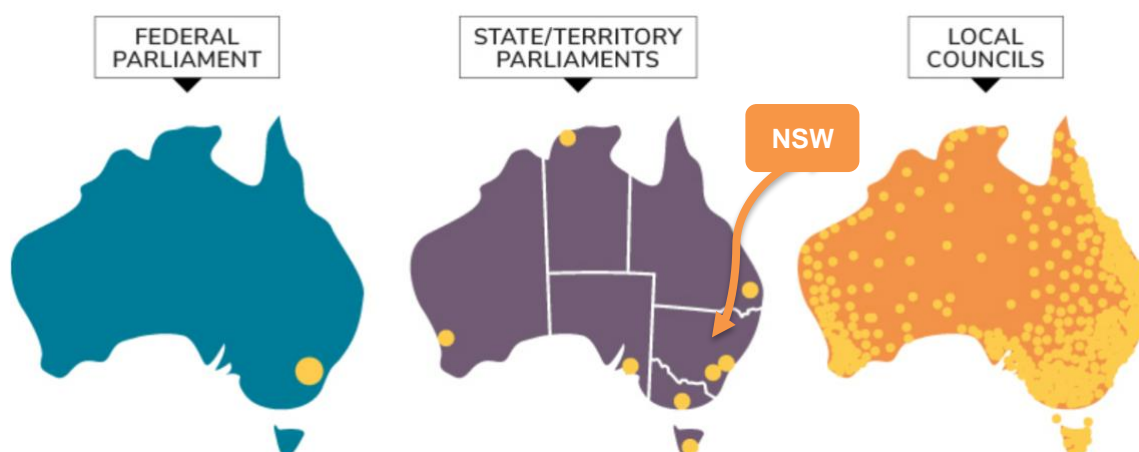 FEDERAL
PARLIAMENT
STATE/TERRITORY
PARLIAMENTS
LOCAL
COUNCILS
NSW